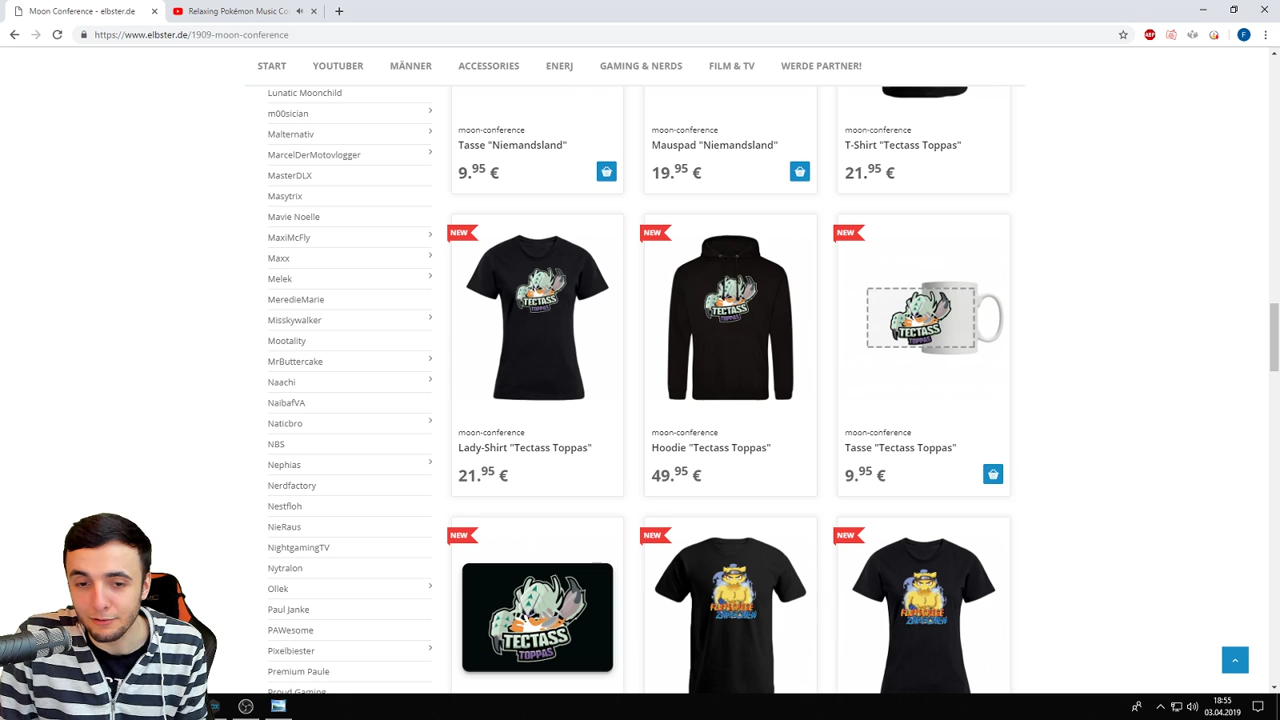 Moon Conference - elbster.de
Relaxing Pokémon Music Co
https://www.elbster.de/1909-moon-conference
ABP
F
START YOUTUBER MÄNNER ACCESSORIES ENERJ GAMING & NERDS FILM & TV WERDE PARTNER!
Lunatic Moonchild
m00sician
Malternativ
MarcelDerMotovlogger
MasterDLX
Masytrix
Mavie Noelle
MaxiMcFly
Maxx
Melek
MeredieMarie
Misskywalker
Mootality
MrButtercake
Naachi
NaibafVA
Naticbro
NBS
Nephias
Nerdfactory
Nestfloh
NieRaus
NightgamingTV
Nytralon
Ollek
Paul Janke
PAWesome
Pixelbiester
Premium Paule
Proud Gaming
moon-conference
Tasse "Niemandsland"
9.95 €
moon-conference
Mauspad "Niemandsland"
19.95 €
moon-conference
T-Shirt "Tectass Toppas"
21.95 €
NEW
TECTASS
TOPPAS
moon-conference
Lady-Shirt "Tectass Toppas"
21.95 €
NEW
TECTASS
TOPPAS
moon-conference
Hoodie "Tectass Toppas"
49.95 €
NEW
TECTASS
TOPPAS
moon-conference
Tasse "Tectass Toppas"
9.95 €
NEW
TECTASS
TOPPAS
NEW
NEW
18:55
03.04.2019